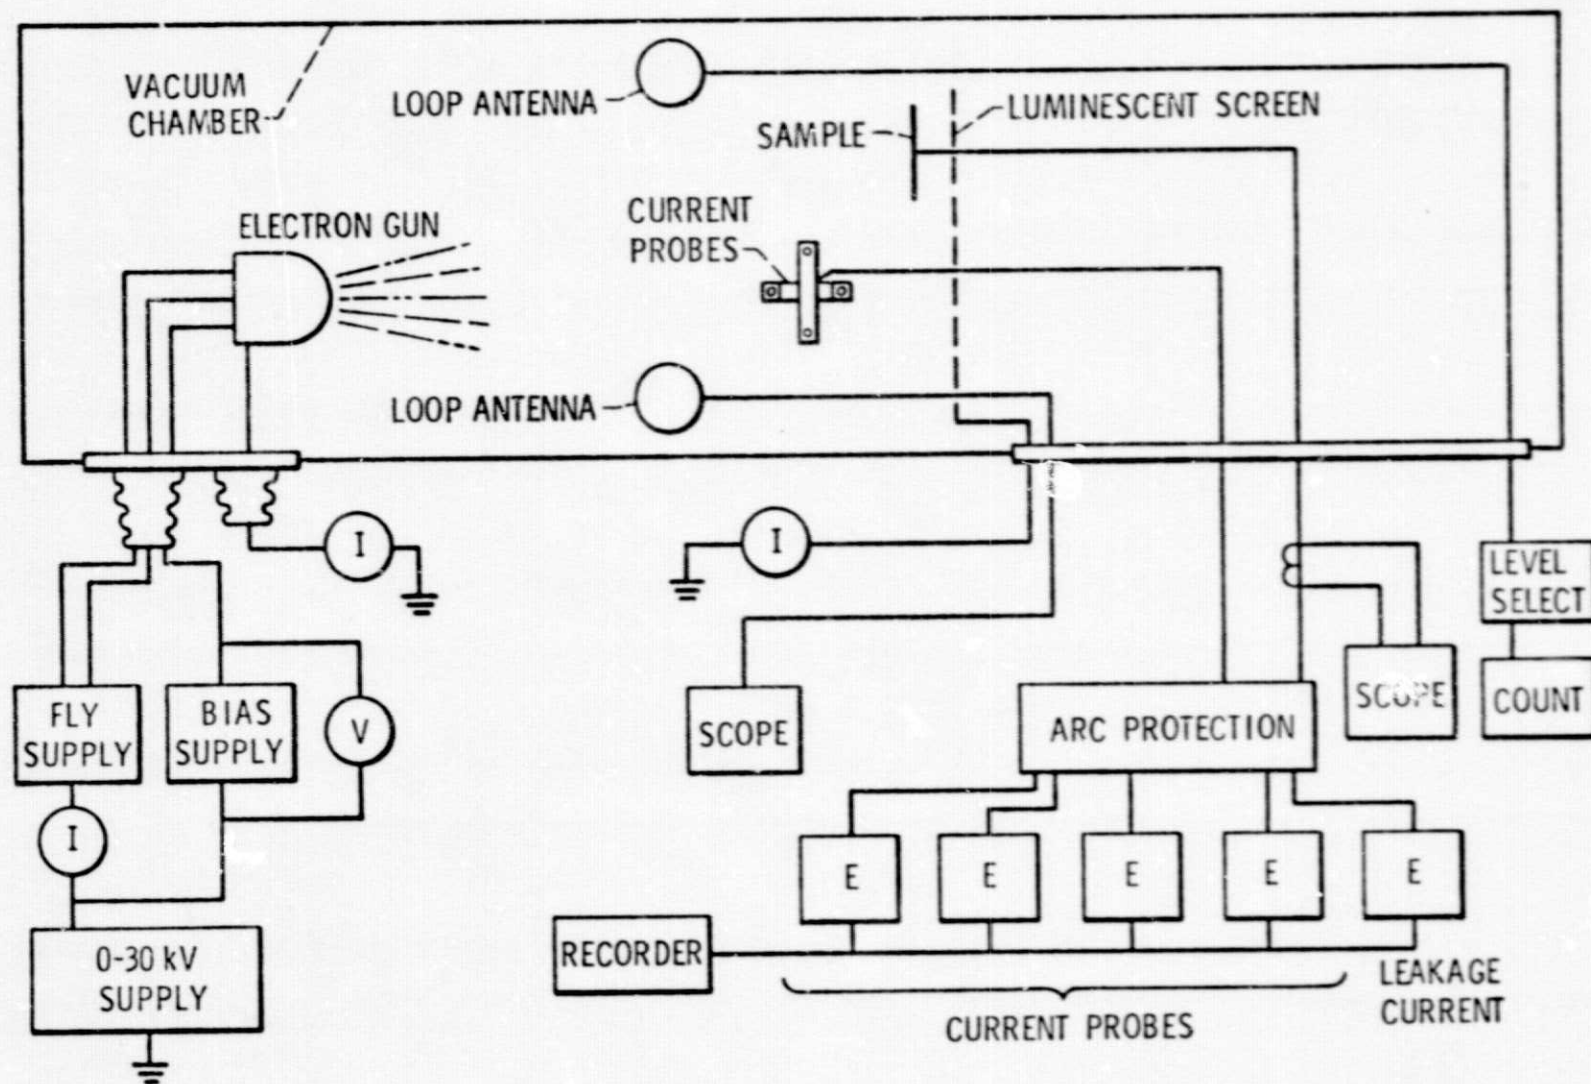 VACUUM
CHAMBER
LOOP ANTENNA
SAMPLE
LUMINESCENT SCREEN
ELECTRON GUN
CURRENT
PROBES
LOOP ANTENNA
I
I
LEVEL
SELECT
FLY
SUPPLY
BIAS
SUPPLY
V
SCOPE
ARC PROTECTION
SCOPE
COUNT
I
E
E
E
E
E
0-30 kV
SUPPLY
RECORDER
CURRENT PROBES
LEAKAGE
CURRENT